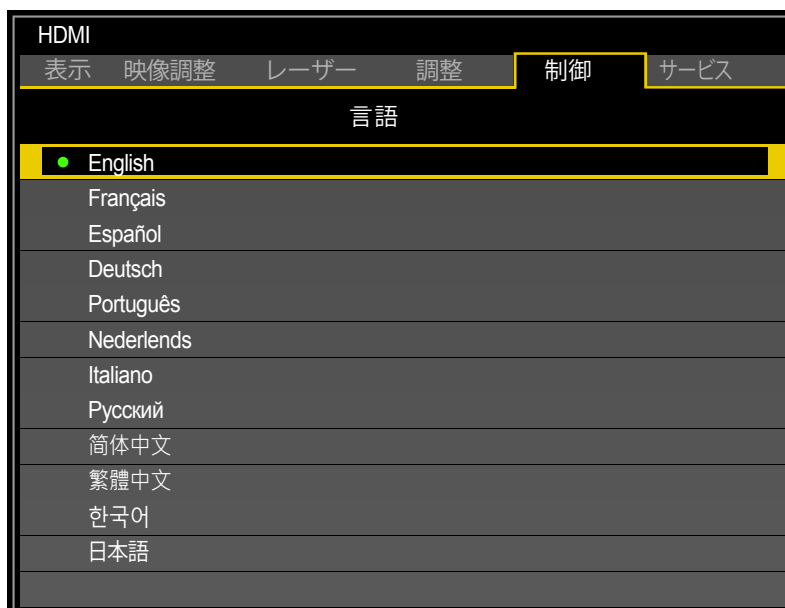 HDMI
表示 映像調整 レーザー 調整 制御 サービス
言語
English
Français
Español
Deutsch
Português
Nederlends
Italiano
Русский
简体中文
繁體中文
한국어
日本語